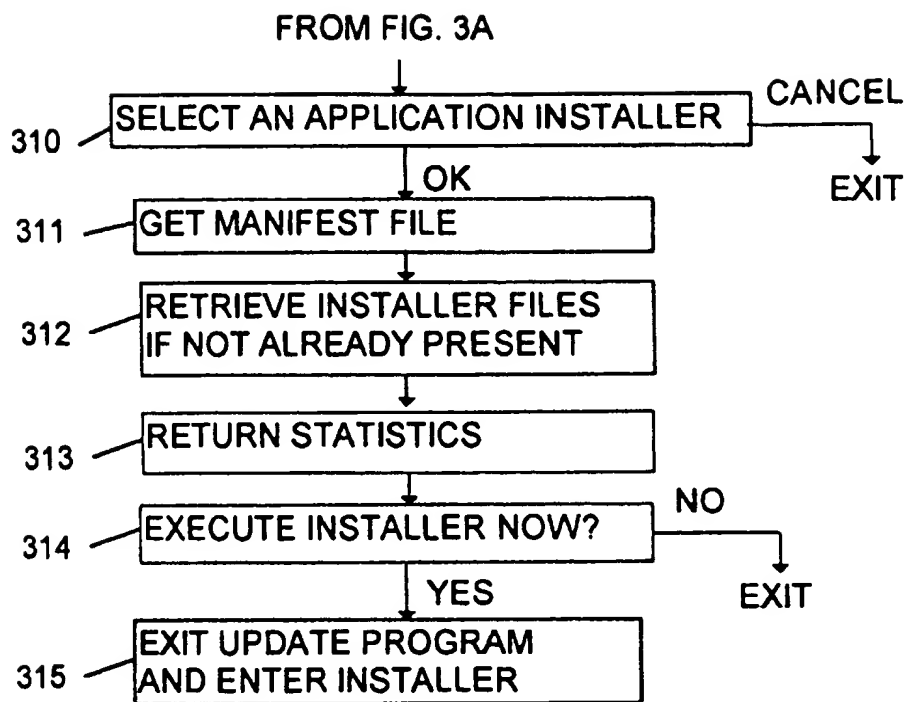 FROM FIG. 3A
310 SELECT AN APPLICATION INSTALLER
CANCEL
EXIT
OK
311 GET MANIFEST FILE
312 RETRIEVE INSTALLER FILES
IF NOT ALREADY PRESENT
313 RETURN STATISTICS
314 EXECUTE INSTALLER NOW?
NO
EXIT
YES
315 EXIT UPDATE PROGRAM
AND ENTER INSTALLER